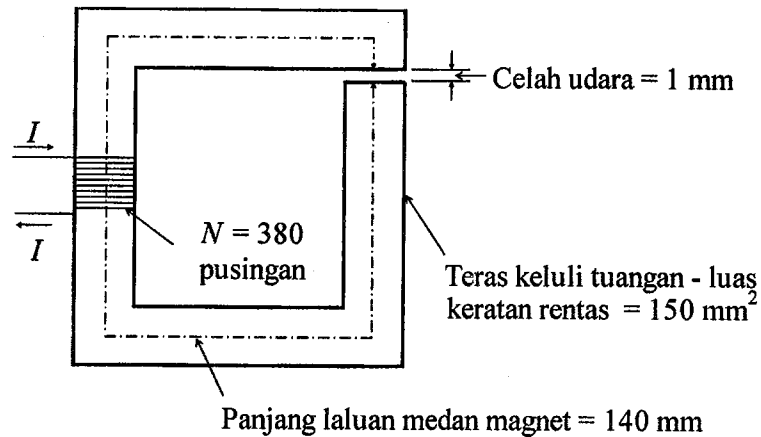 Celah udara = 1 mm
I
I
N = 380
pusingan
Teras keluli tuangan - luas
keratan rentas = 150 mm²
Panjang laluan medan magnet = 140 mm